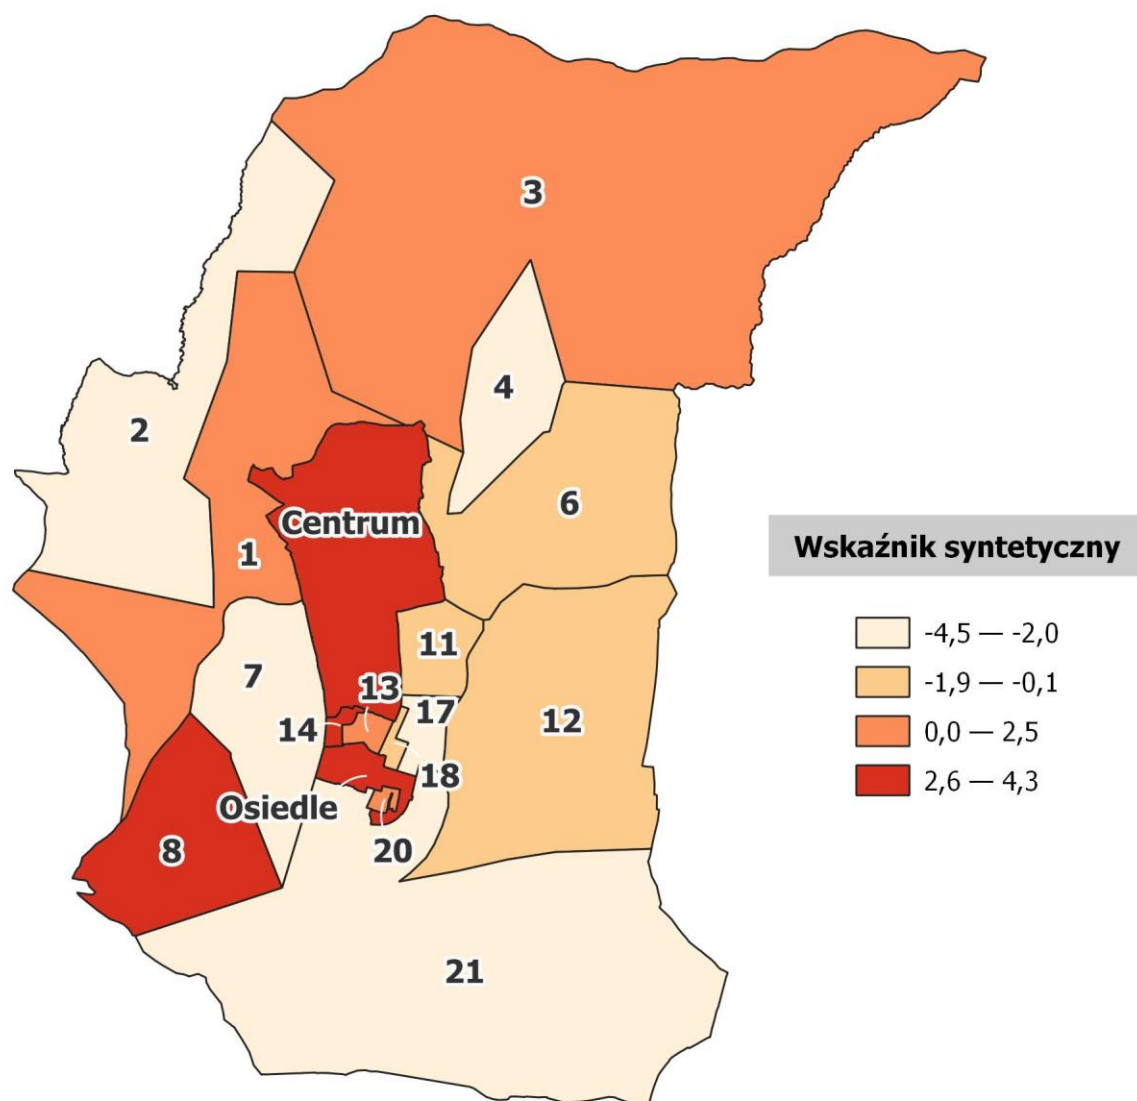 3
4
2
6
Centrum
1
Wskaźnik syntetyczny
-4,5 — -2,0
-1,9 — -0,1
0,0 — 2,5
2,6 — 4,3
11
7
13
17
14
12
18
Osiedle
8
20
21